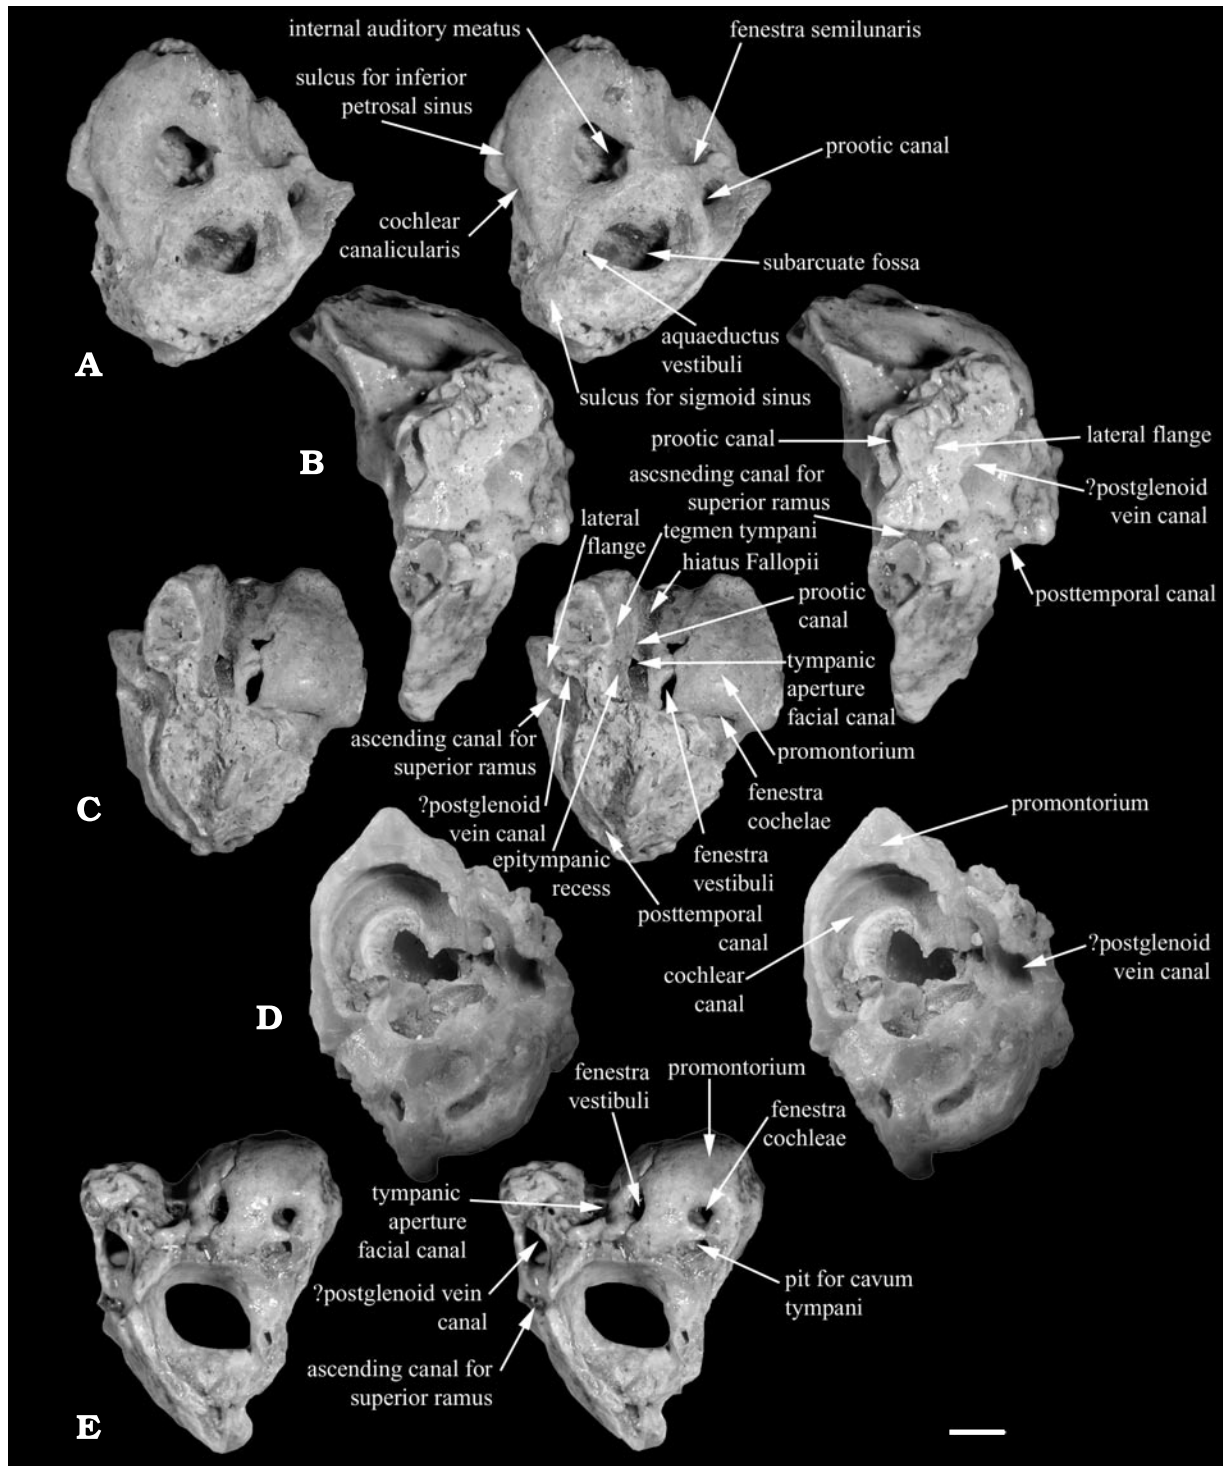 internal auditory meatus
fenestra semilunaris
sulcus for inferior
petrosal sinus
prootic canal
cochlear
canalicularis
subarcuate fossa
aquaeductus
vestibuli
A
sulcus for sigmoid sinus
prootic canal
lateral flange
B
ascsneding canal for
superior ramus
?postglenoid
vein canal
lateral
flange
tegmen tympani
hiatus Fallopii
prootic
canal
posttemporal canal
tympanic
aperture
facial canal
ascending canal for
superior ramus
promontorium
C
?postglenoid
vein canal
fenestra
cochelae
epitympanic
recess
fenestra
vestibuli
promontorium
posttemporal
canal
?postglenoid
vein canal
cochlear
canal
D
fenestra
vestibuli
promontorium
fenestra
cochleae
tympanic
aperture
facial canal
?postglenoid vein
canal
pit for cavum
tympani
ascending canal for
superior ramus
E